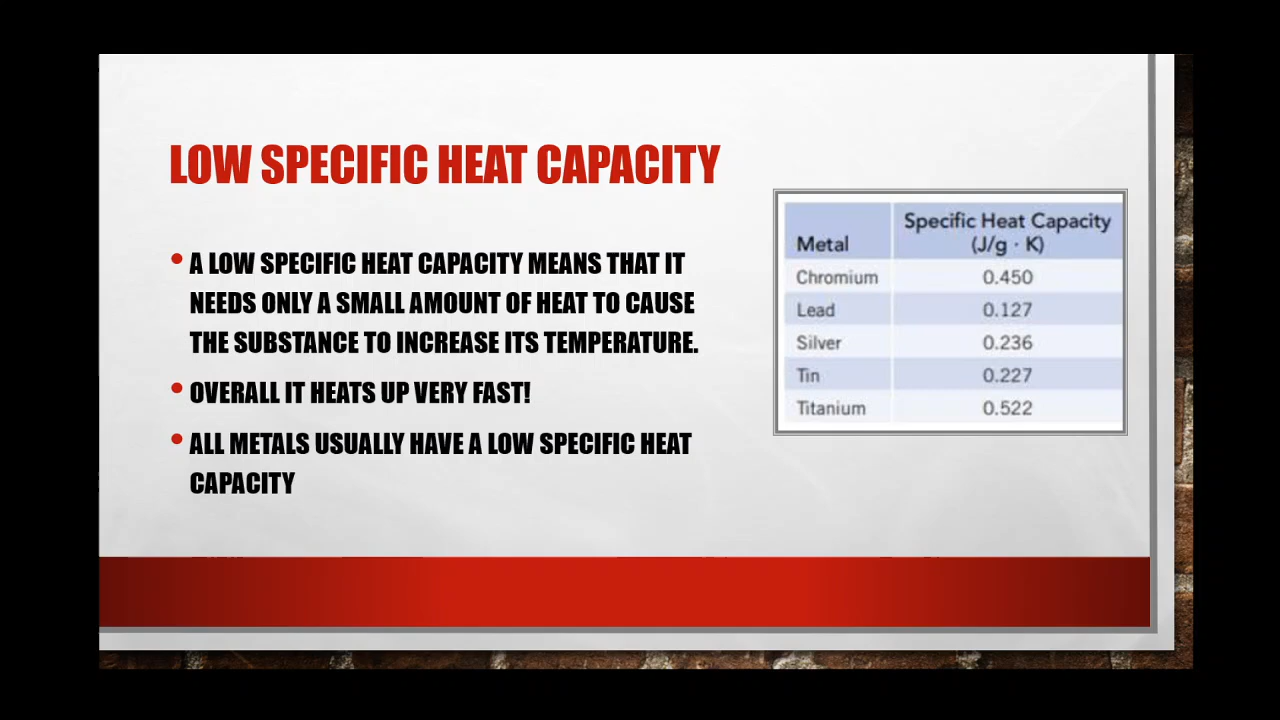 LOW SPECIFIC HEAT CAPACITY
• A LOW SPECIFIC HEAT CAPACITY MEANS THAT IT
NEEDS ONLY A SMALL AMOUNT OF HEAT TO CAUSE
THE SUBSTANCE TO INCREASE ITS TEMPERATURE.
• OVERALL IT HEATS UP VERY FAST!
• ALL METALS USUALLY HAVE A LOW SPECIFIC HEAT
CAPACITY
Metal Specific Heat Capacity
(J/g · K)
Chromium 0.450
Lead 0.127
Silver 0.236
Tin 0.227
Titanium 0.522